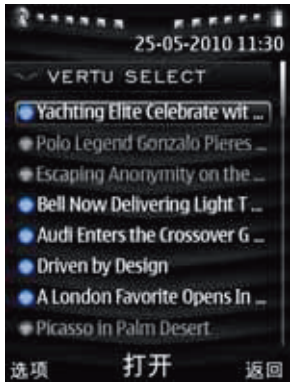 25-05-2010 11:30
VERTU SELECT
Yachting Elite Celebrate wit ...
Polo Legend Gonzalo Pieres ...
Escaping Anonymity on the ...
Bell Now Delivering Light T ...
Audi Enters the Crossover G ...
Driven by Design
A London Favorite Opens In ...
Picasso in Palm Desert
选项 打开 返回